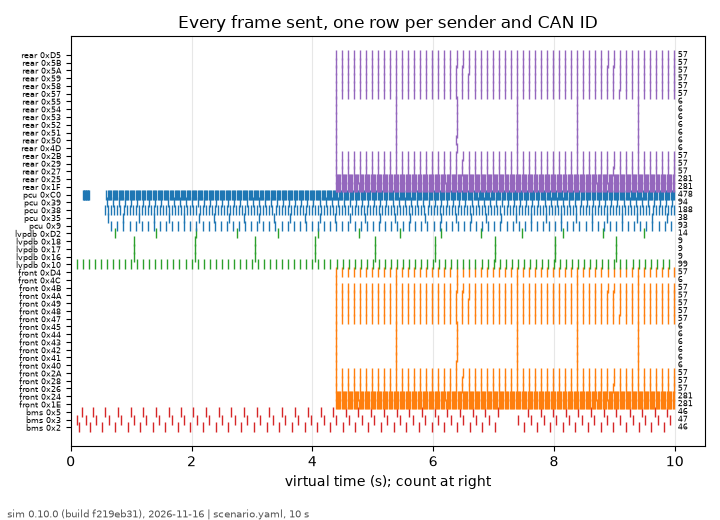 Every frame sent, one row per sender and CAN ID
rear 0xD5 57
rear 0x5B 57
rear 0x5A 57
rear 0x59 57
rear 0x58 57
rear 0x57 57
rear 0x55 6
rear 0x54 6
rear 0x53 6
rear 0x52 6
rear 0x51 6
rear 0x50 6
rear 0x4D 6
rear 0x2B 57
rear 0x29 57
rear 0x27 57
rear 0x25 281
rear 0x1F 281
pcu 0xC0 478
pcu 0x39 94
pcu 0x38 188
pcu 0x35 38
pcu 0x9 93
lvpdb 0xD2 14
lvpdb 0x18 9
lvpdb 0x17 9
lvpdb 0x16 9
lvpdb 0x10 99
front 0xD4 57
front 0x4C 6
front 0x4B 57
front 0x4A 57
front 0x49 57
front 0x48 57
front 0x47 57
front 0x45 6
front 0x44 6
front 0x43 6
front 0x42 6
front 0x41 6
front 0x40 6
front 0x2A 57
front 0x28 57
front 0x26 57
front 0x24 281
front 0x1E 281
bms 0x5 46
bms 0x3 47
bms 0x2 46
0 2 4 6 8 10
virtual time (s); count at right
sim 0.10.0 (build f219eb31), 2026-11-16 | scenario.yaml, 10 s